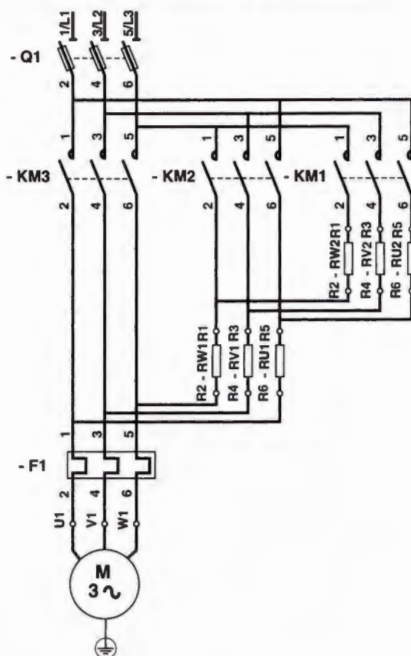 1/L1 3/L2 5/L3
- Q1
2 4 6
1 3 5 1 3 5 1 3 5
- KM3 - KM2 - KM1
2 4 6 2 4 6 2 4 6
R1 R3 R5
- RW2 - RV2 - RU2
R2 R4 R6
R1 R3 R5
- RW1 - RV1 - RU1
R2 R4 R6
1 3 5
- F1
2 4 6
U1 V1 W1
M
3 ∿